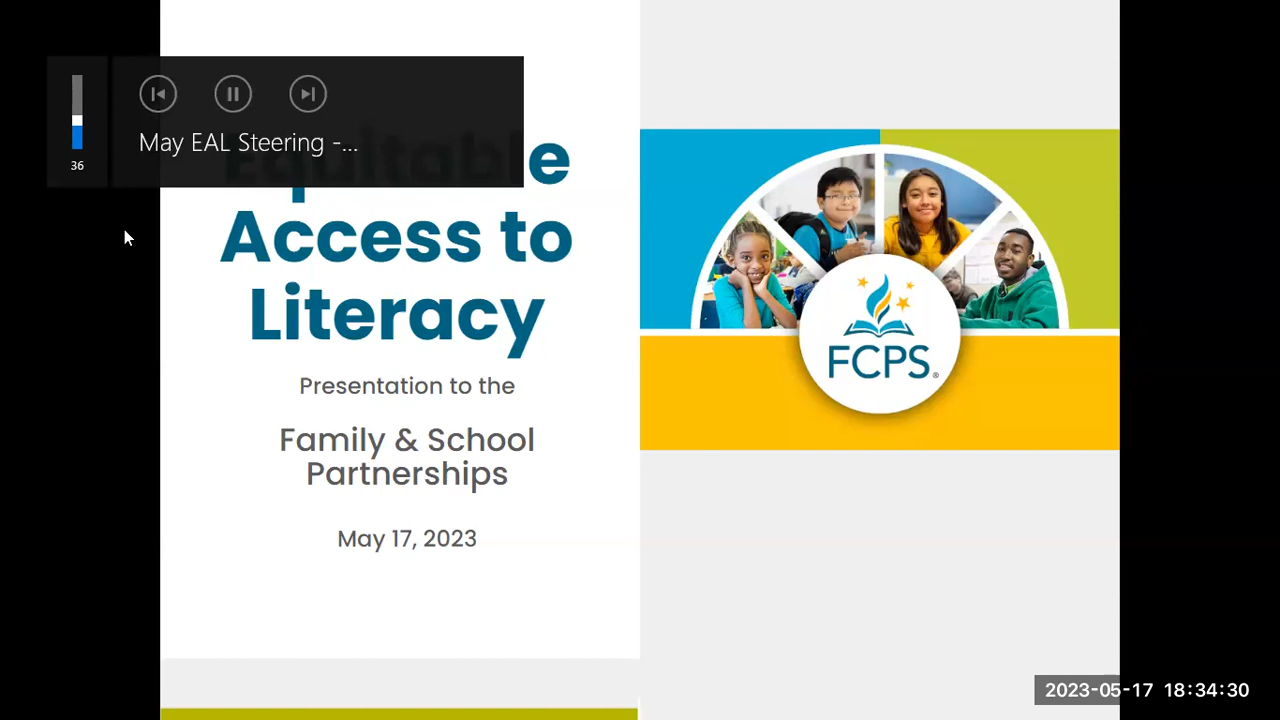 36
May EAL Steering -...
Equitable
Access to
Literacy
Presentation to the
Family & School
Partnerships
May 17, 2023
FCPS®
2023-05-17 18:34:30